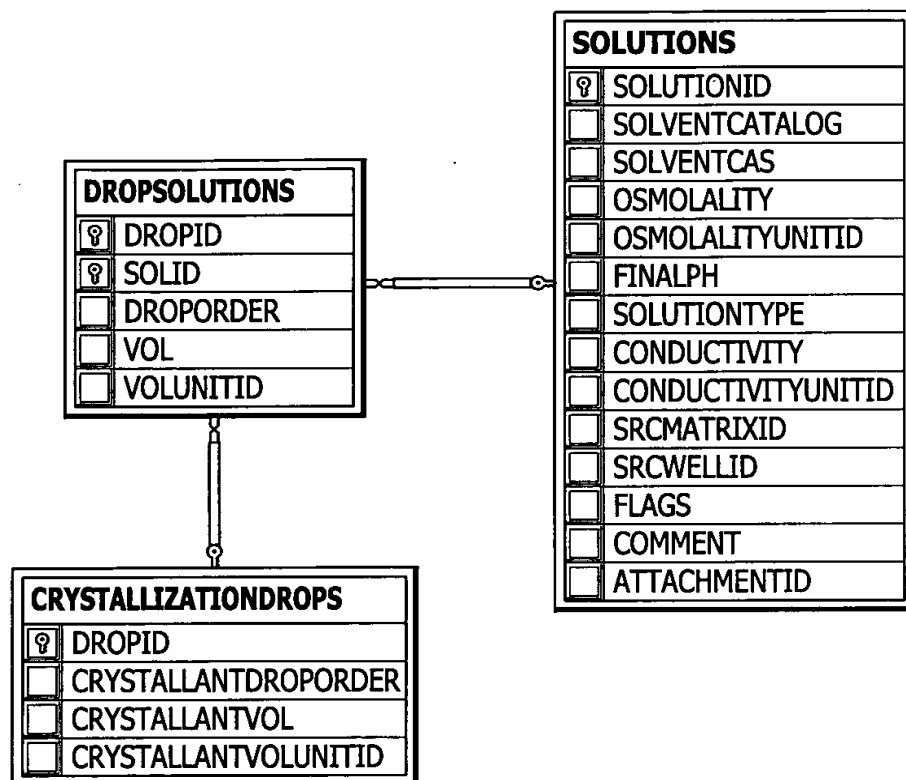 SOLUTIONS
SOLUTIONID
SOLVENTCATALOG
SOLVENTCAS
OSMOLALITY
OSMOLALITYUNITID
FINALPH
SOLUTIONTYPE
CONDUCTIVITY
CONDUCTIVITYUNITID
SRCMATRIXID
SRCWELLID
FLAGS
COMMENT
ATTACHMENTID
DROPSOLUTIONS
DROPID
SOLID
DROPORDER
VOL
VOLUNITID
CRYSTALLIZATIONDROPS
DROPID
CRYSTALLANTDROPORDER
CRYSTALLANTVOL
CRYSTALLANTVOLUNITID